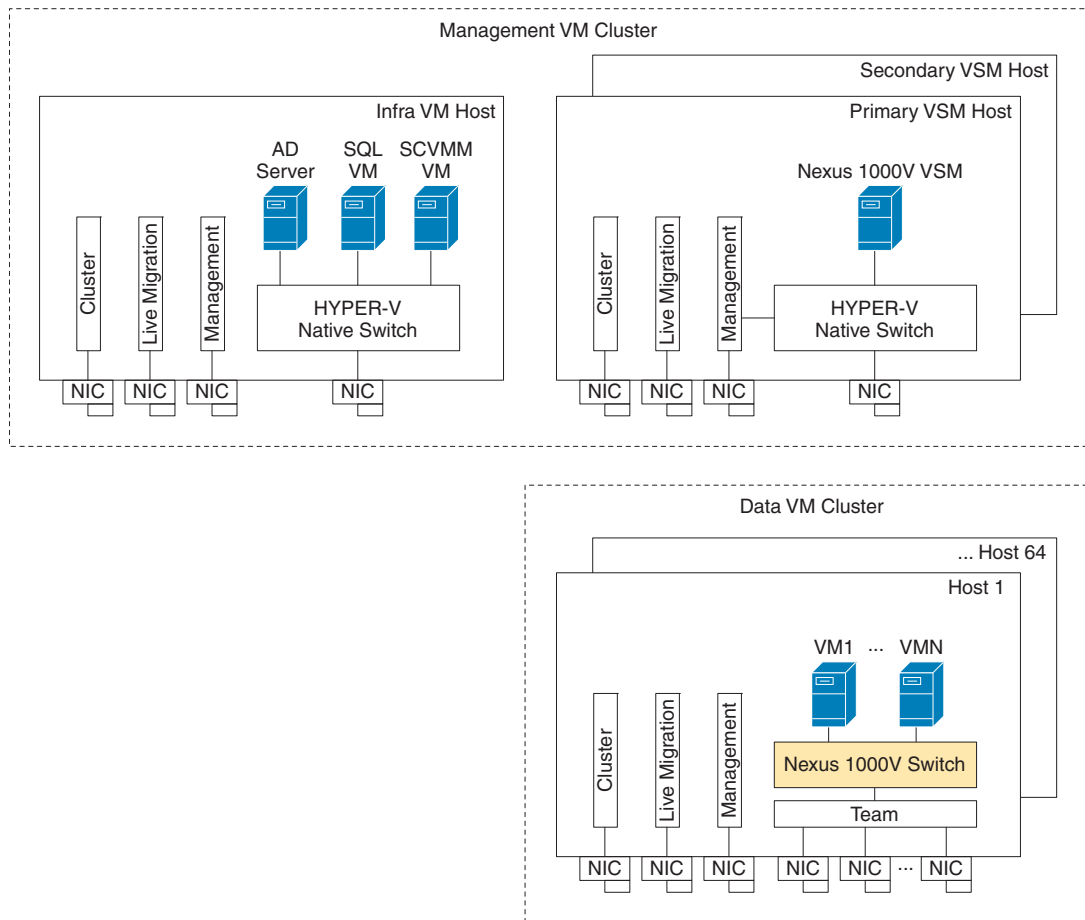 Management VM Cluster
Secondary VSM Host
Infra VM Host
Primary VSM Host
AD
Server
SQL
VM
SCVMM
VM
Nexus 1000V VSM
Cluster
Live Migration
Management
HYPER-V
Native Switch
Cluster
Live Migration
Management
HYPER-V
Native Switch
NIC
NIC
NIC
NIC
NIC
NIC
NIC
NIC
Data VM Cluster
... Host 64
Host 1
VM1 ... VMN
Cluster
Live Migration
Management
Nexus 1000V Switch
Team
NIC
NIC
NIC
NIC
NIC
...
NIC